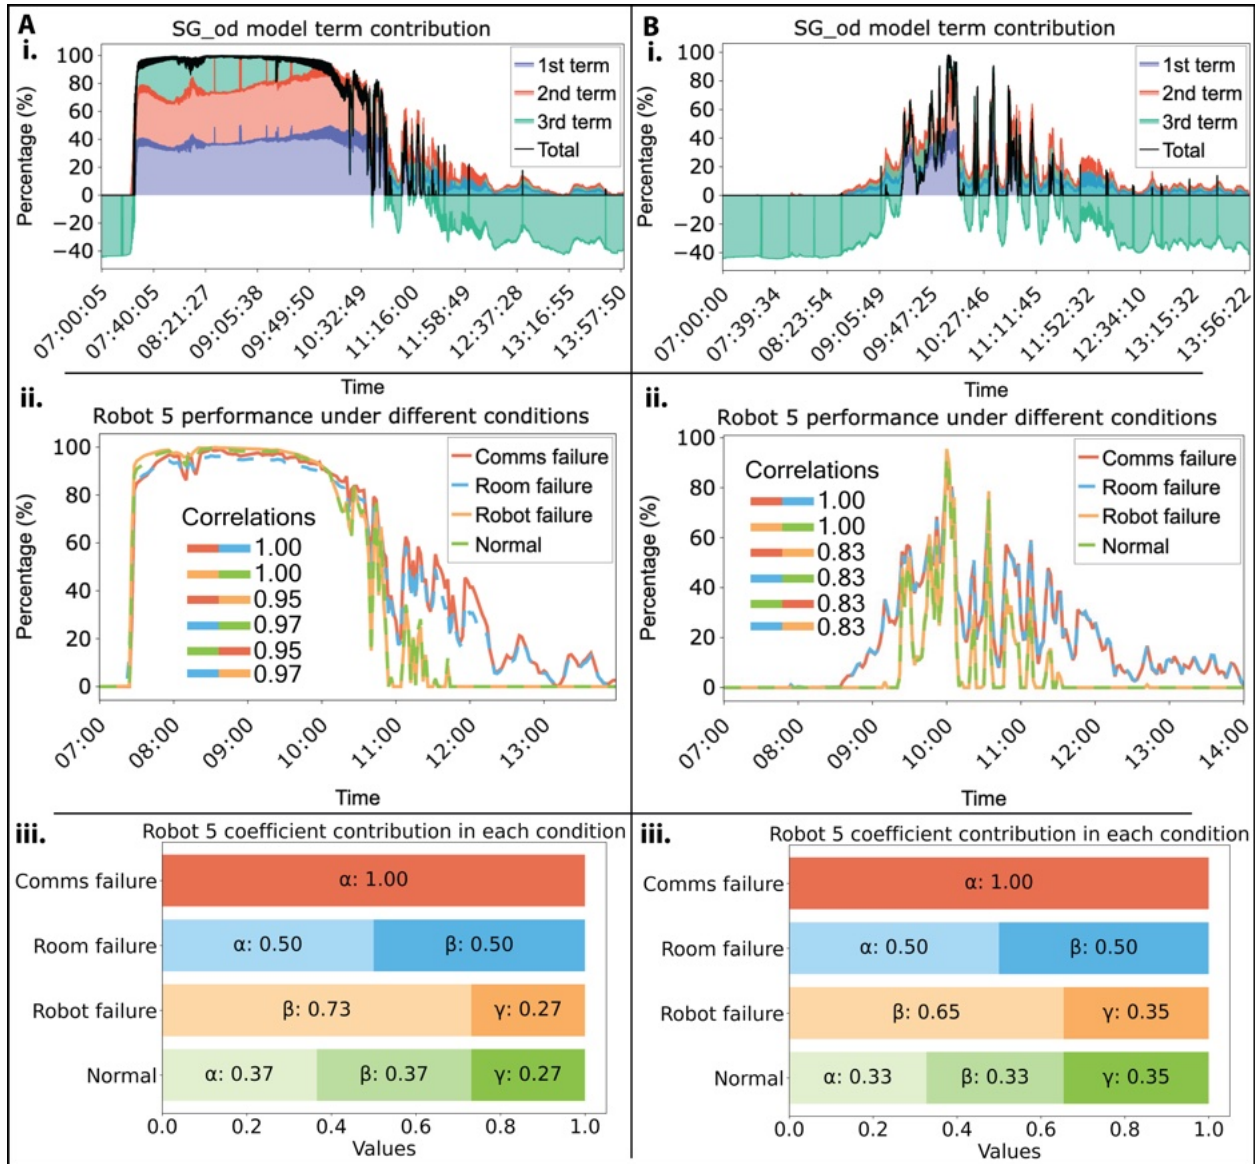 A
i.
SG_od model term contribution
Percentage (%)
100
80
60
40
20
0
−20
−40
1st term
2nd term
3rd term
Total
07:00:05
07:40:05
08:21:27
09:05:38
09:49:50
10:32:49
11:16:00
11:58:49
12:37:28
13:16:55
13:57:50
Time
B
i.
SG_od model term contribution
Percentage (%)
100
80
60
40
20
0
−20
−40
1st term
2nd term
3rd term
Total
07:00:00
07:39:34
08:23:54
09:05:49
09:47:25
10:27:46
11:11:45
11:52:32
12:34:10
13:15:32
13:56:22
Time
ii.
Robot 5 performance under different conditions
Percentage (%)
100
80
60
40
20
0
Comms failure
Room failure
Robot failure
Normal
Correlations
1.00
1.00
0.95
0.97
0.95
0.97
07:00
08:00
09:00
10:00
11:00
12:00
13:00
Time
ii.
Robot 5 performance under different conditions
Percentage (%)
100
80
60
40
20
0
Correlations
1.00
1.00
0.83
0.83
0.83
0.83
Comms failure
Room failure
Robot failure
Normal
07:00
08:00
09:00
10:00
11:00
12:00
13:00
14:00
Time
iii.
Robot 5 coefficient contribution in each condition
Comms failure
α: 1.00
Room failure
α: 0.50
β: 0.50
Robot failure
β: 0.73
γ: 0.27
Normal
α: 0.37
β: 0.37
γ: 0.27
0.0
0.2
0.4
0.6
0.8
1.0
Values
iii.
Robot 5 coefficient contribution in each condition
Comms failure
α: 1.00
Room failure
α: 0.50
β: 0.50
Robot failure
β: 0.65
γ: 0.35
Normal
α: 0.33
β: 0.33
γ: 0.35
0.0
0.2
0.4
0.6
0.8
1.0
Values